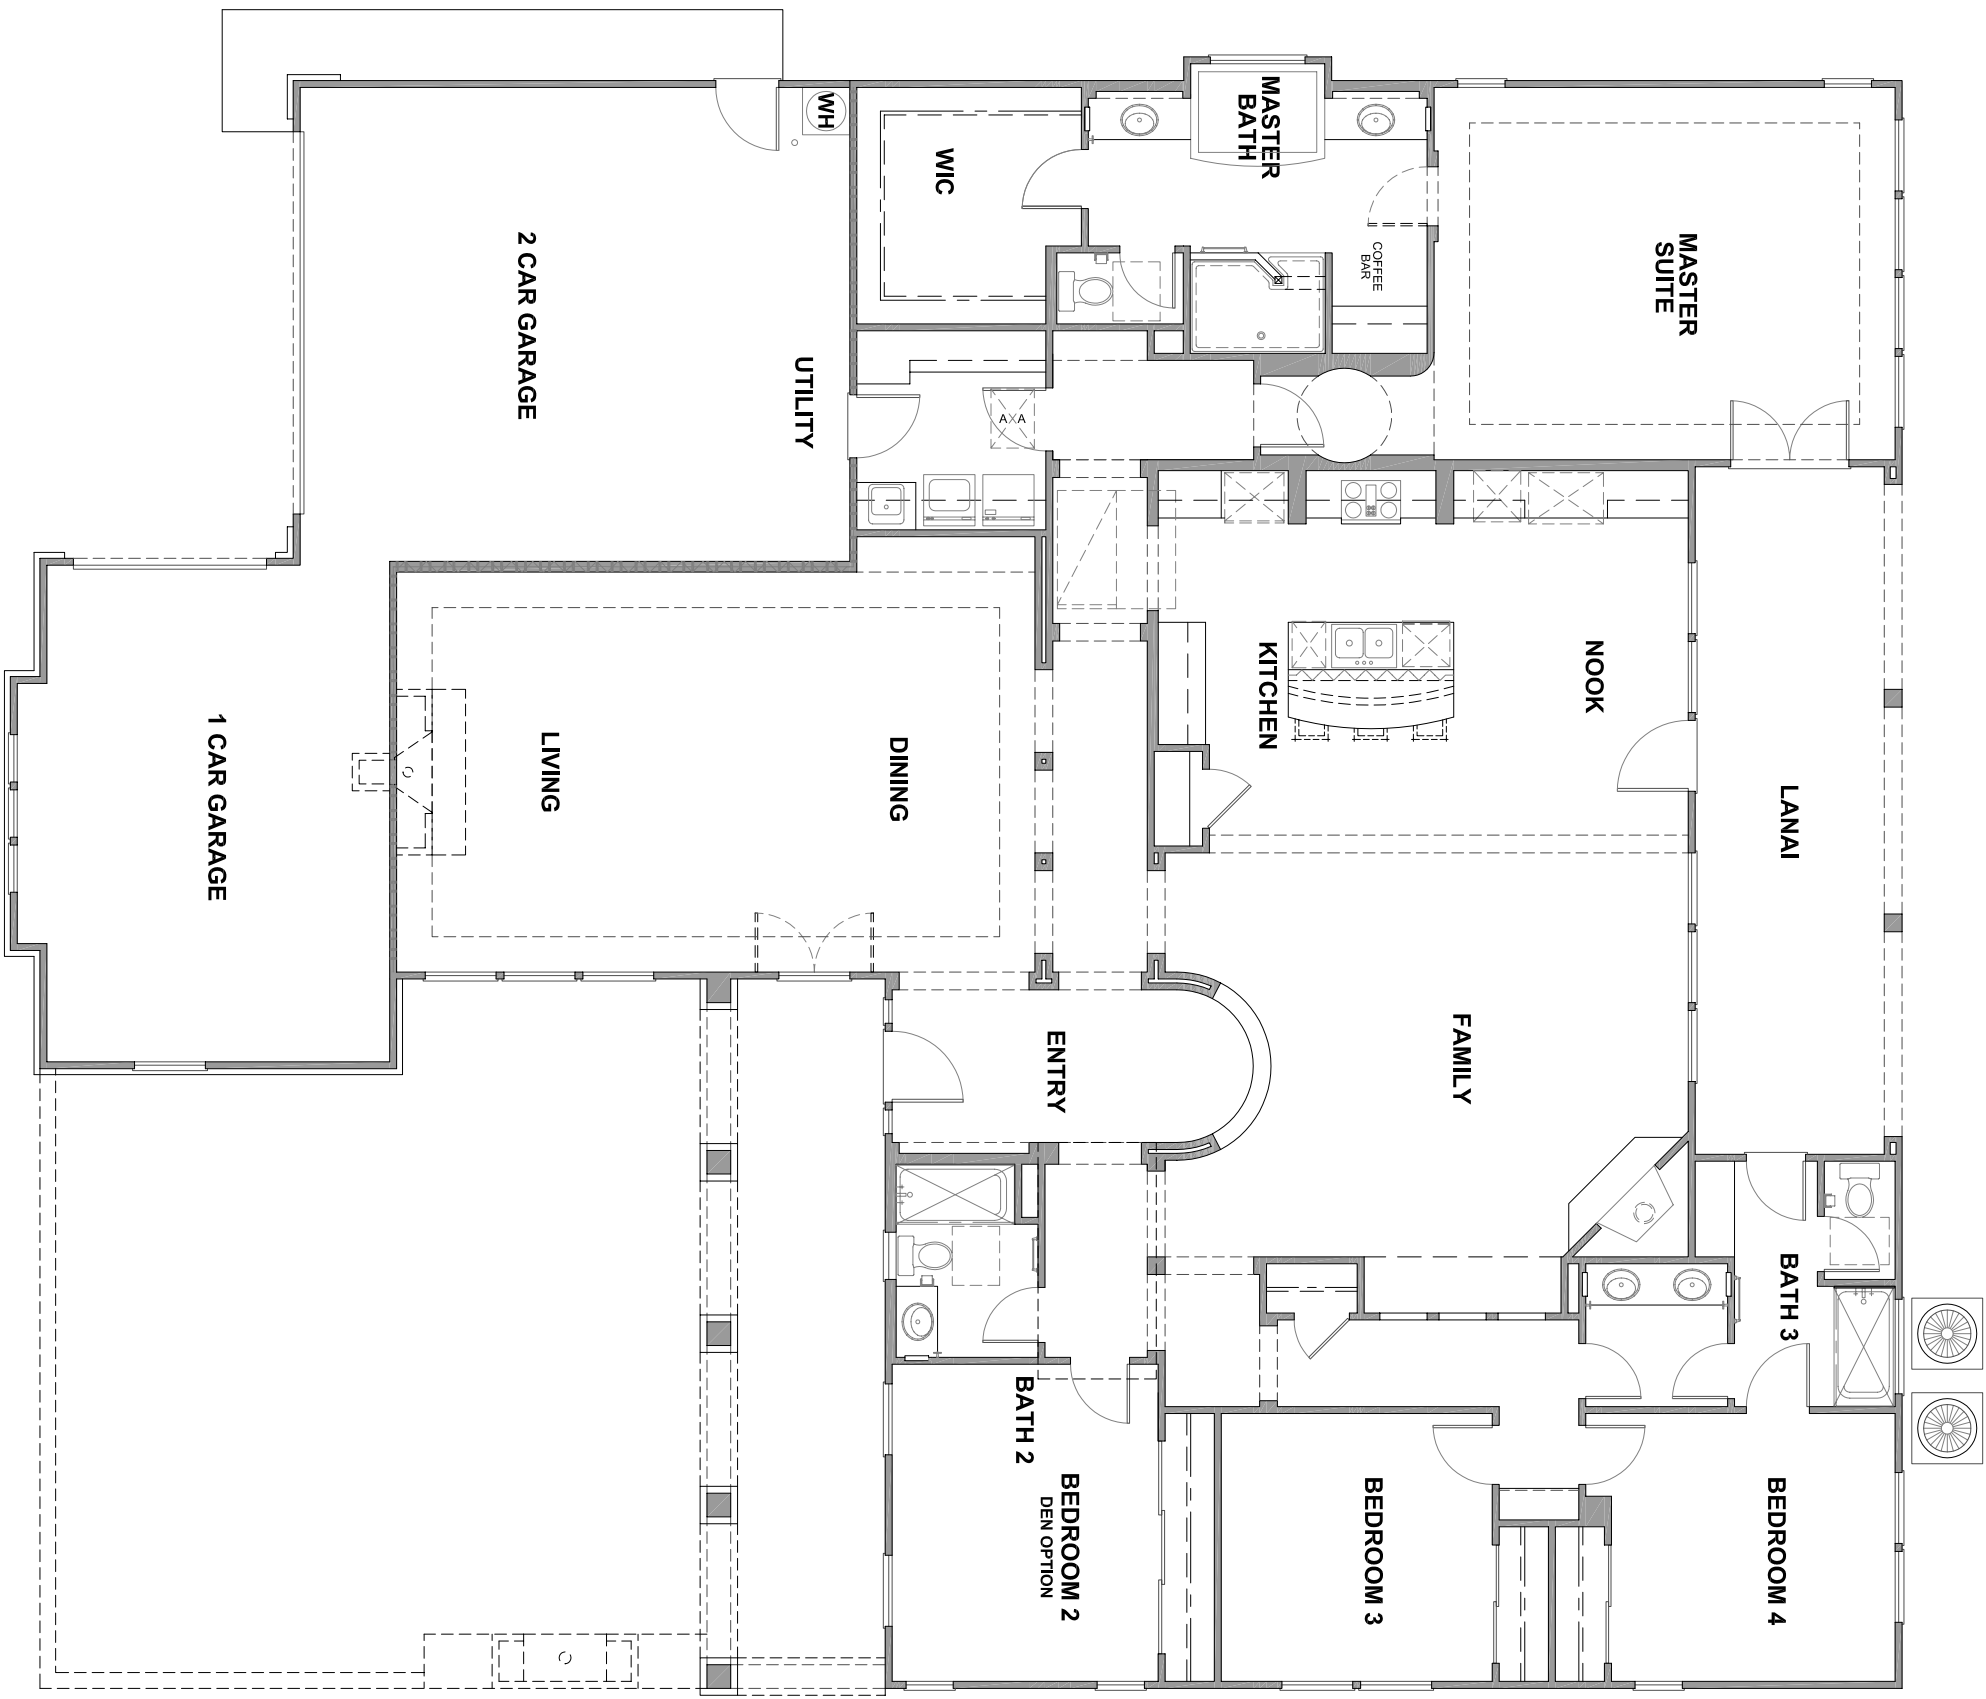 WH
MASTER
BATH
WIC
COFFEE
BAR
MASTER
SUITE
2 CAR GARAGE
UTILITY
A/A
KITCHEN
NOOK
1 CAR GARAGE
LIVING
DINING
LANAI
ENTRY
FAMILY
BATH 3
BATH 2
BEDROOM 2
DEN OPTION
BEDROOM 3
BEDROOM 4